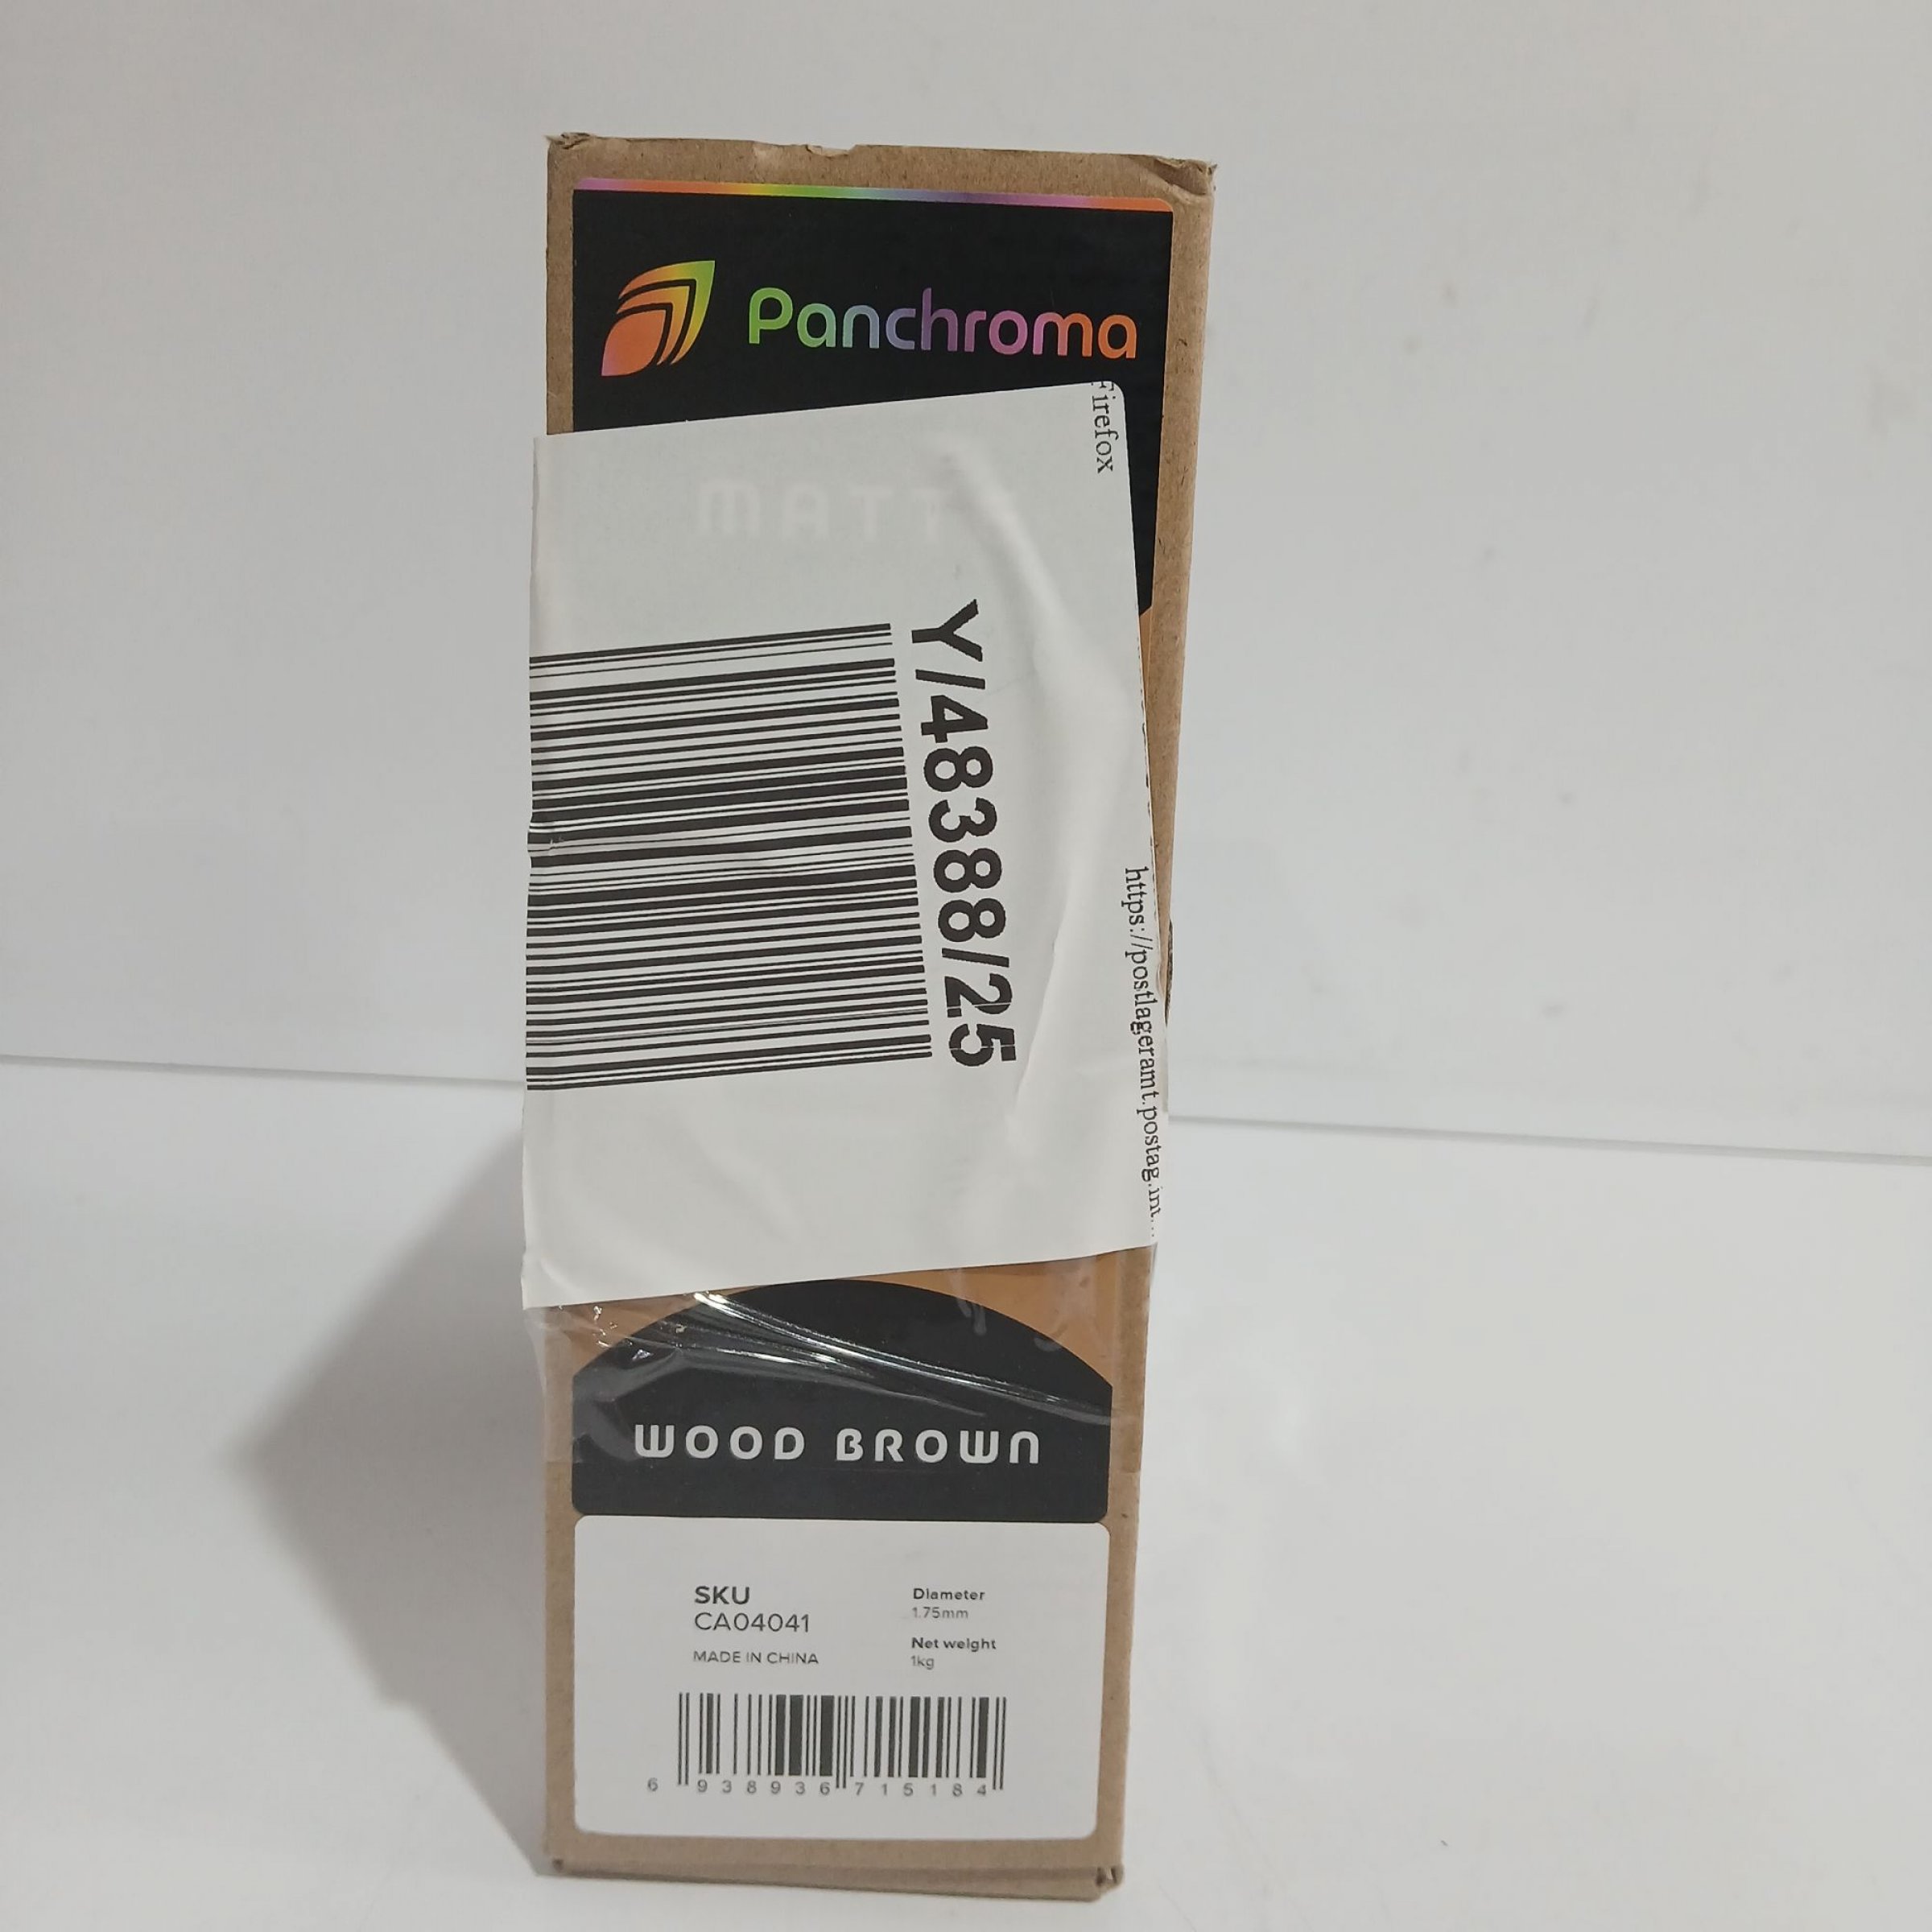 Panchroma
Firefox
MATT
Y/48388/25
https://postlageramt.postag.int...
WOOD BROWN
SKU
CA04041
MADE IN CHINA
Diameter
1.75mm
Net weight
1kg
6 938936 715184